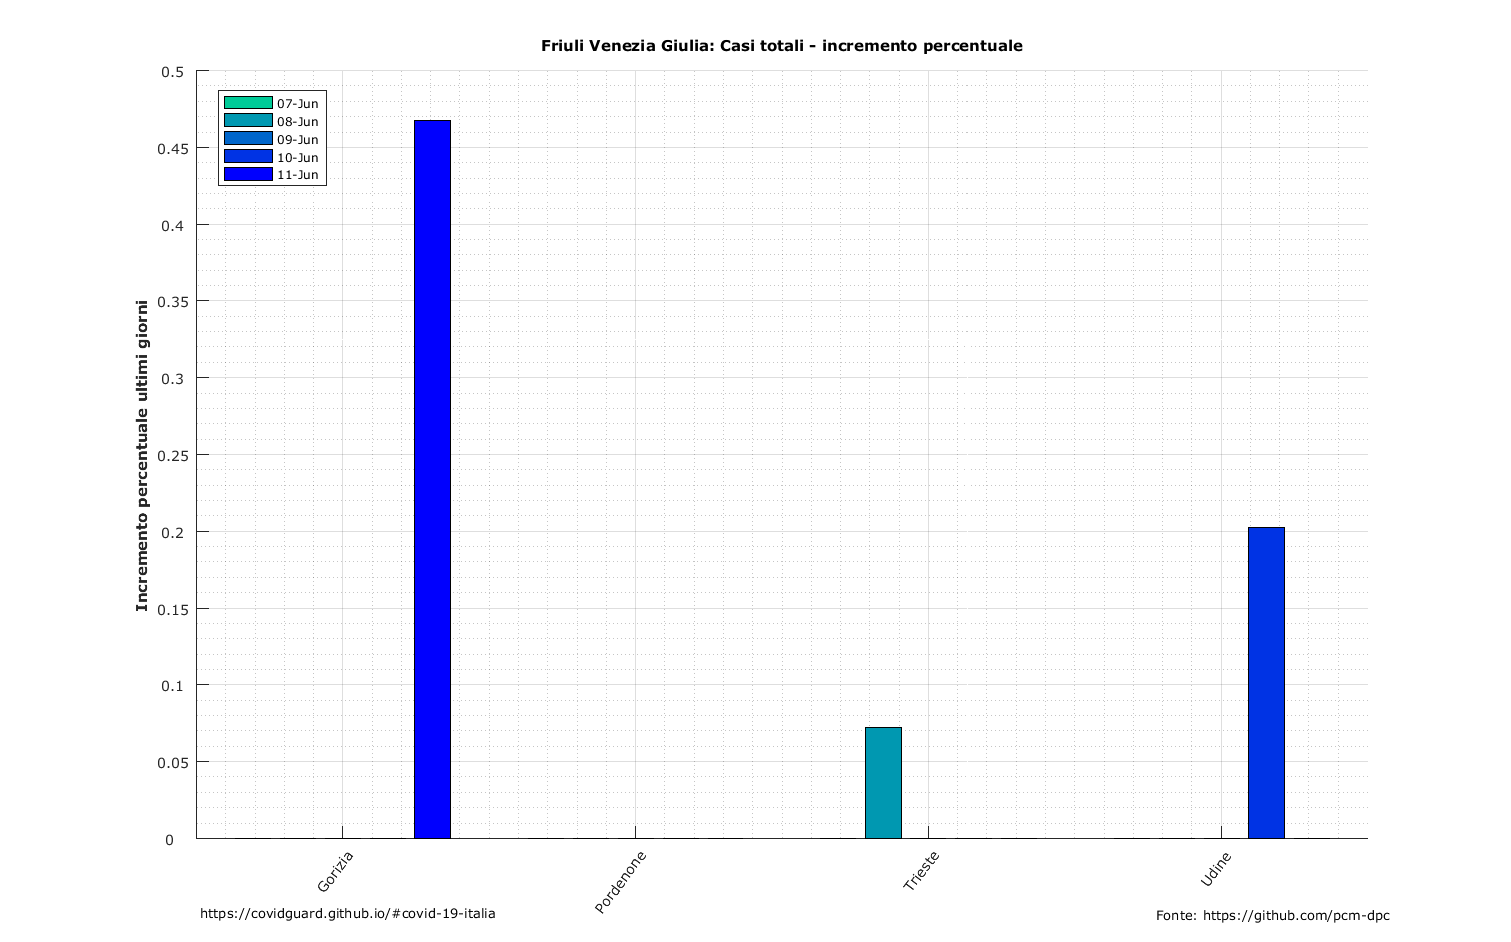 Friuli Venezia Giulia: Casi totali - incremento percentuale
Incremento percentuale ultimi giorni
0.5
0.45
0.4
0.35
0.3
0.25
0.2
0.15
0.1
0.05
0
07-Jun
08-Jun
09-Jun
10-Jun
11-Jun
Gorizia
Pordenone
Trieste
Udine
https://covidguard.github.io/#covid-19-italia
Fonte: https://github.com/pcm-dpc